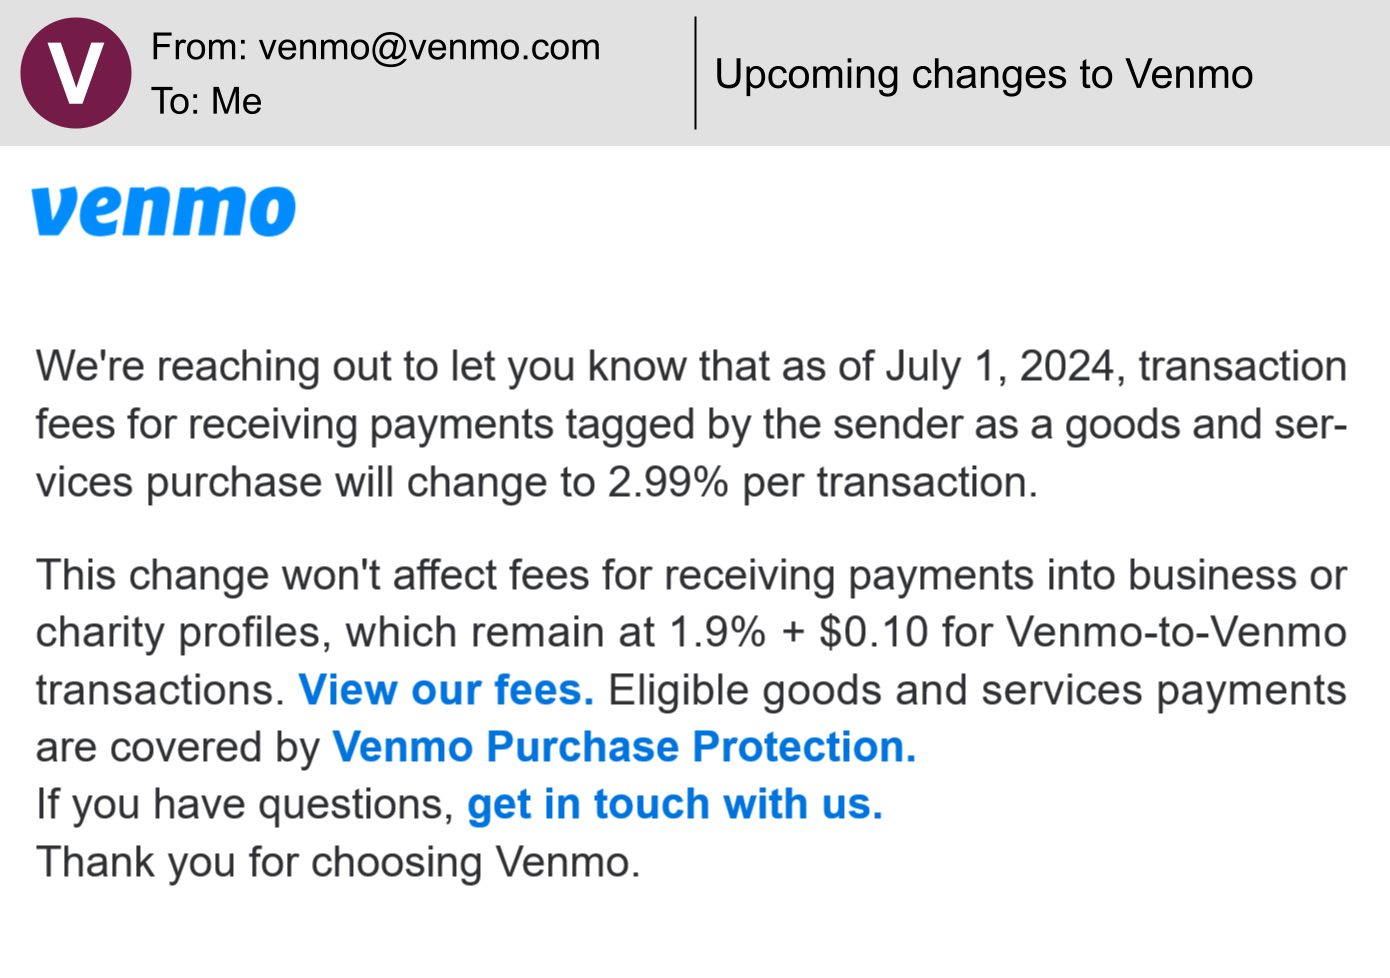 V
From: venmo@venmo.com
To: Me
Upcoming changes to Venmo
venmo
We're reaching out to let you know that as of July 1, 2024, transaction
fees for receiving payments tagged by the sender as a goods and ser-
vices purchase will change to 2.99% per transaction.
This change won't affect fees for receiving payments into business or
charity profiles, which remain at 1.9% + $0.10 for Venmo-to-Venmo
transactions. View our fees. Eligible goods and services payments
are covered by Venmo Purchase Protection.
If you have questions, get in touch with us.
Thank you for choosing Venmo.